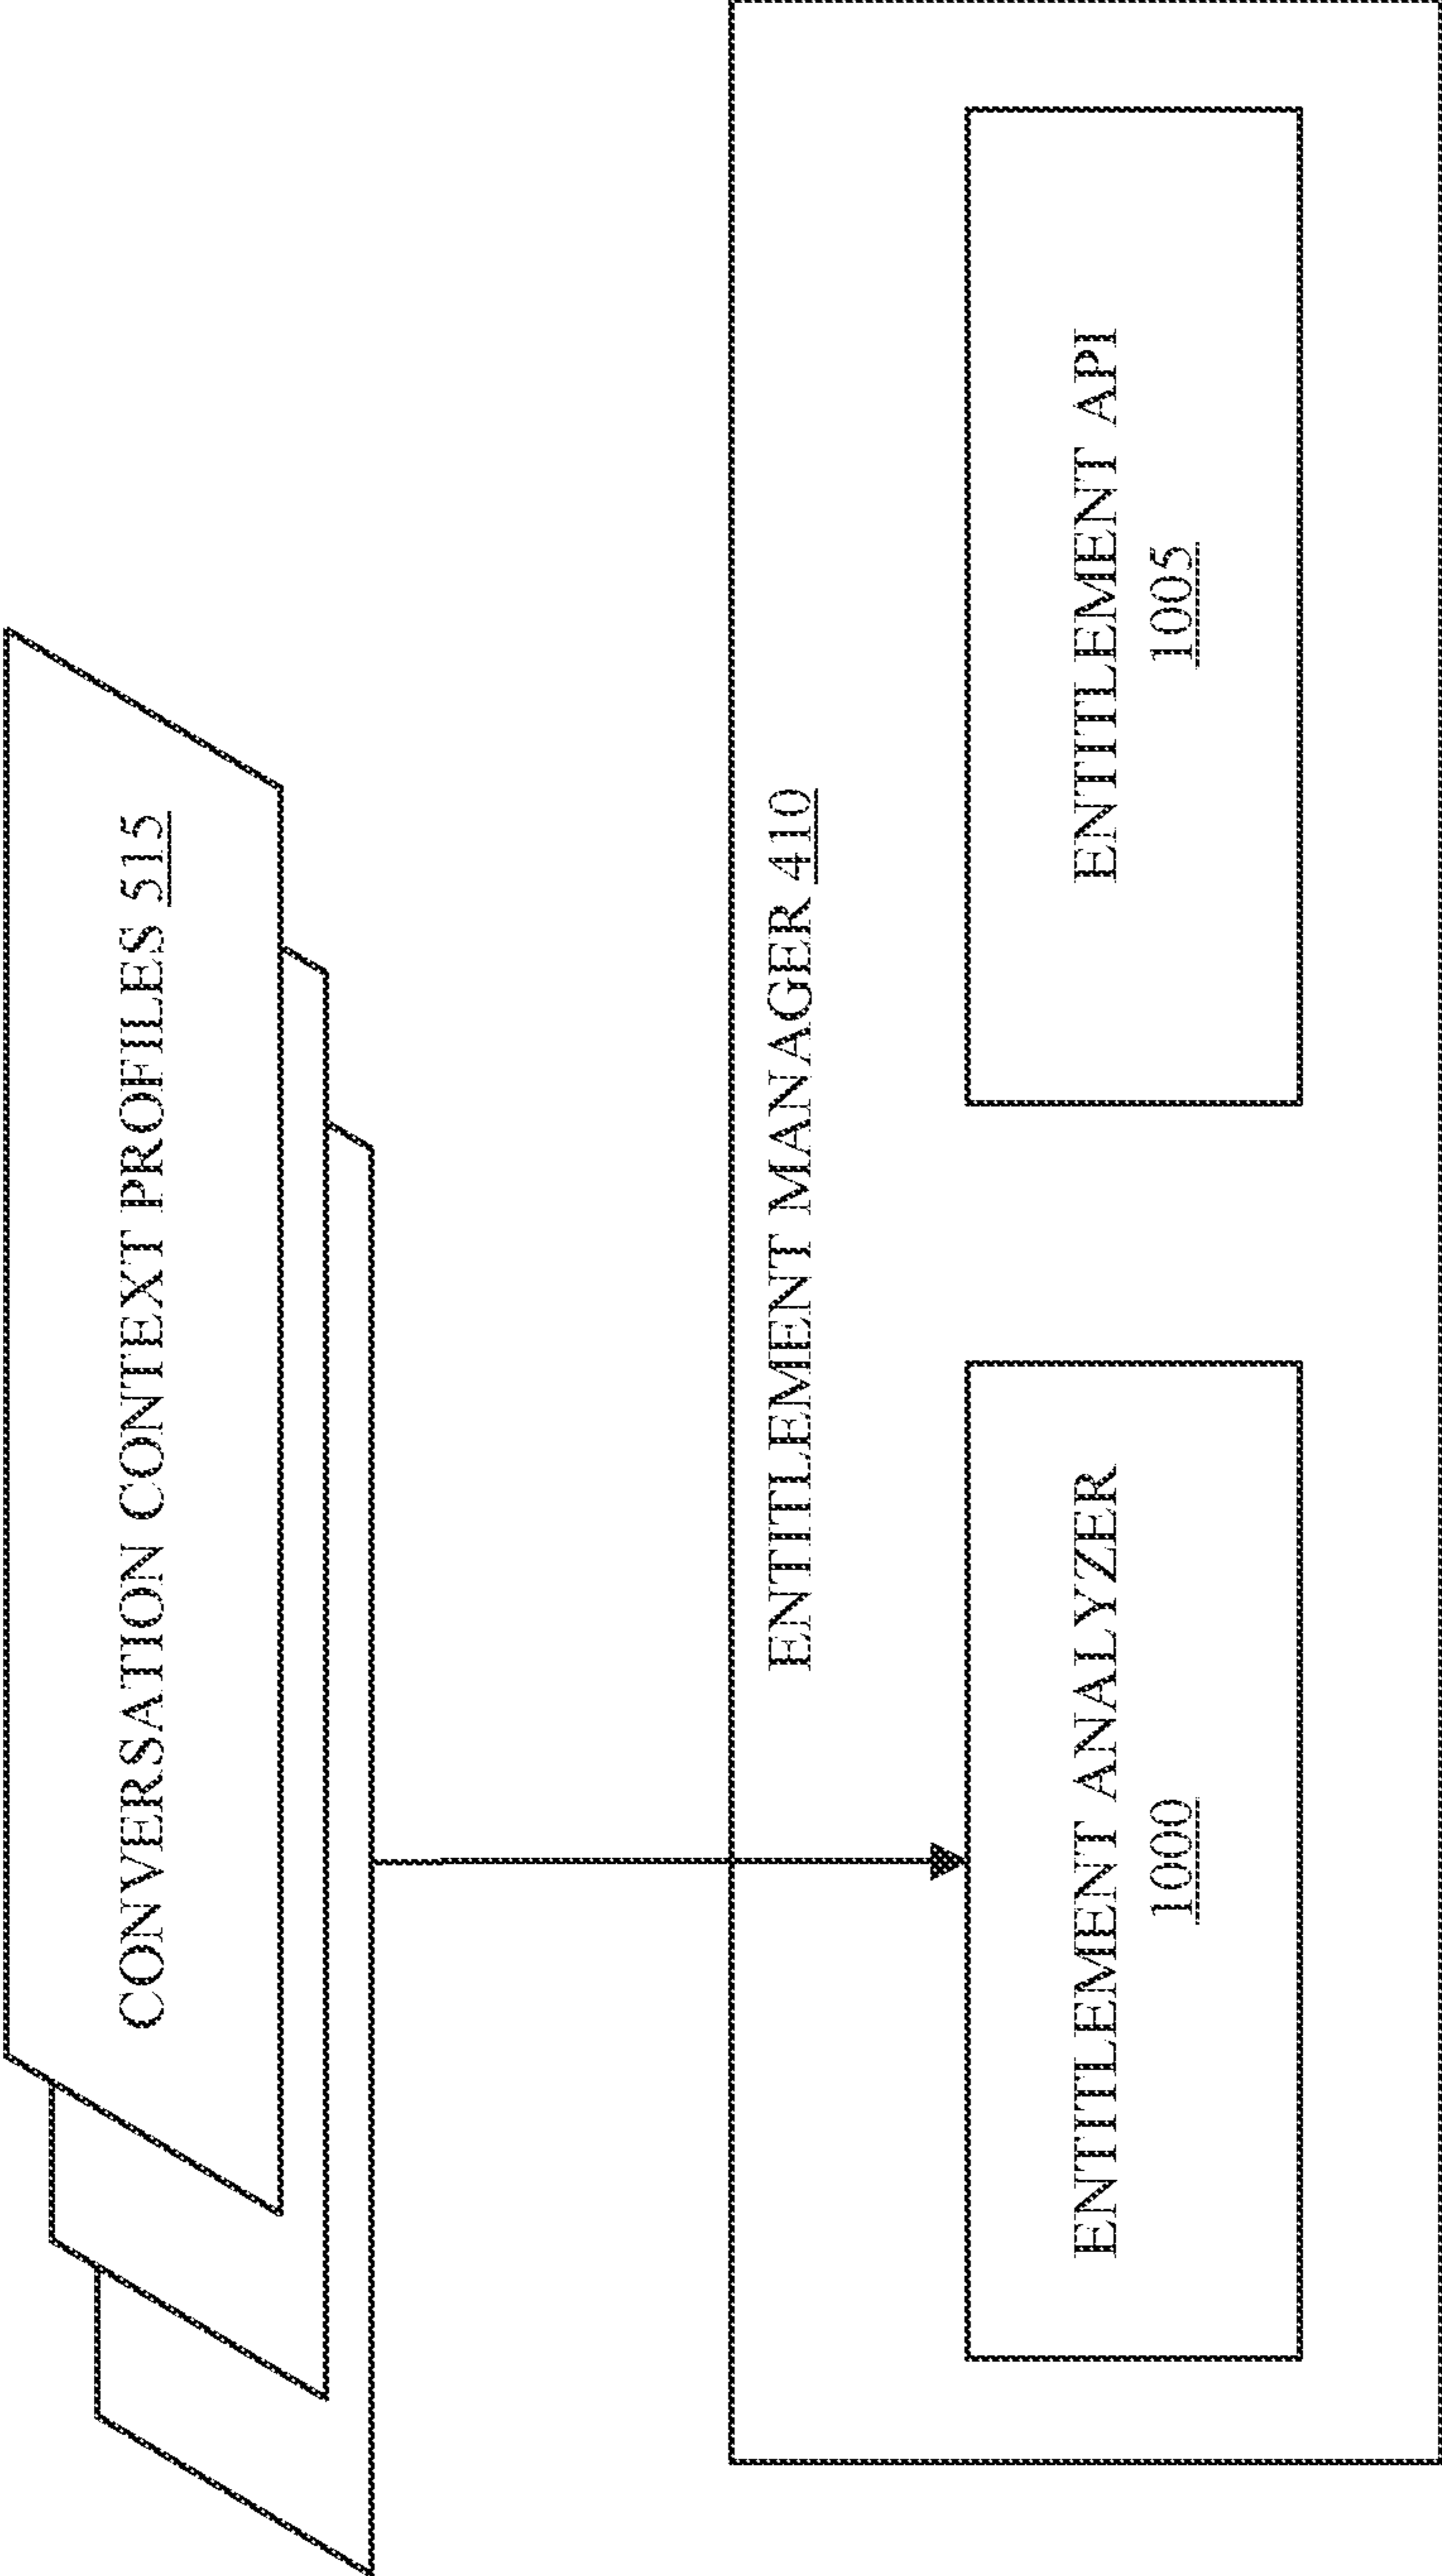 CONVERSATION CONTEXT PROFILES 515
ENTITLEMENT MANAGER 410
ENTITLEMENT ANALYZER
1000
ENTITLEMENT API
1005